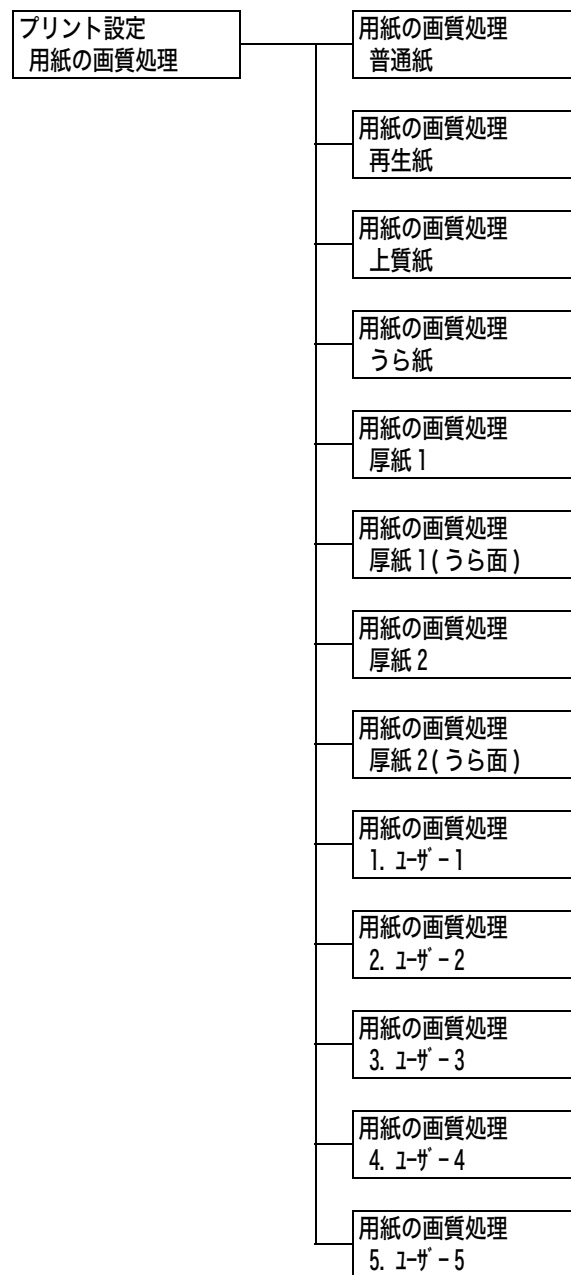 プリント設定
用紙の画質処理
用紙の画質処理
普通紙
用紙の画質処理
再生紙
用紙の画質処理
上質紙
用紙の画質処理
うら紙
用紙の画質処理
厚紙1
用紙の画質処理
厚紙1(うら面)
用紙の画質処理
厚紙2
用紙の画質処理
厚紙2(うら面)
用紙の画質処理
1. ﾕｰｻﾞｰ1
用紙の画質処理
2. ﾕｰｻﾞｰ2
用紙の画質処理
3. ﾕｰｻﾞｰ3
用紙の画質処理
4. ﾕｰｻﾞｰ4
用紙の画質処理
5. ﾕｰｻﾞｰ5